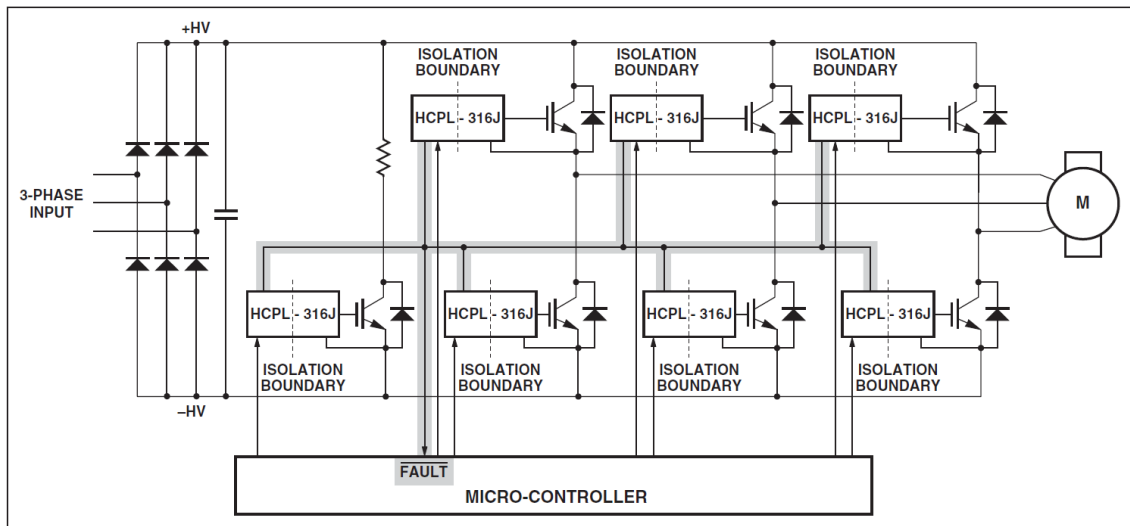 +HV
ISOLATION
BOUNDARY
ISOLATION
BOUNDARY
ISOLATION
BOUNDARY
HCPL - 316J
HCPL - 316J
HCPL - 316J
3-PHASE
INPUT
M
HCPL - 316J
HCPL - 316J
HCPL - 316J
HCPL - 316J
ISOLATION
BOUNDARY
ISOLATION
BOUNDARY
ISOLATION
BOUNDARY
ISOLATION
BOUNDARY
–HV
FAULT
MICRO-CONTROLLER